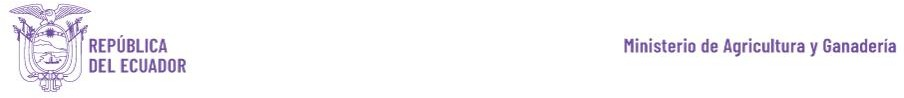 REPÚBLICA
DEL ECUADOR
Ministerio de Agricultura y Ganadería